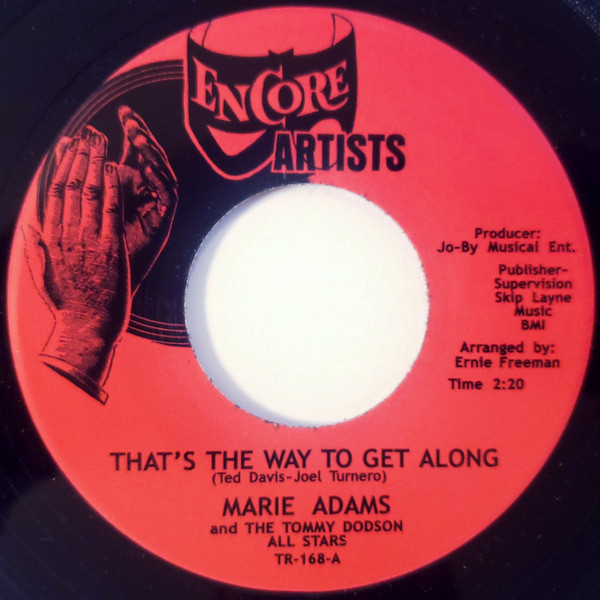 ENCORE
ARTISTS
Producer:
Jo-By Musical Ent.
Publisher-
Supervision
Skip Layne
Music
BMI
Arranged by:
Ernie Freeman
Time 2:20
THAT'S THE WAY TO GET ALONG
(Ted Davis-Joel Turnero)
MARIE ADAMS
and THE TOMMY DODSON
ALL STARS
TR-168-A